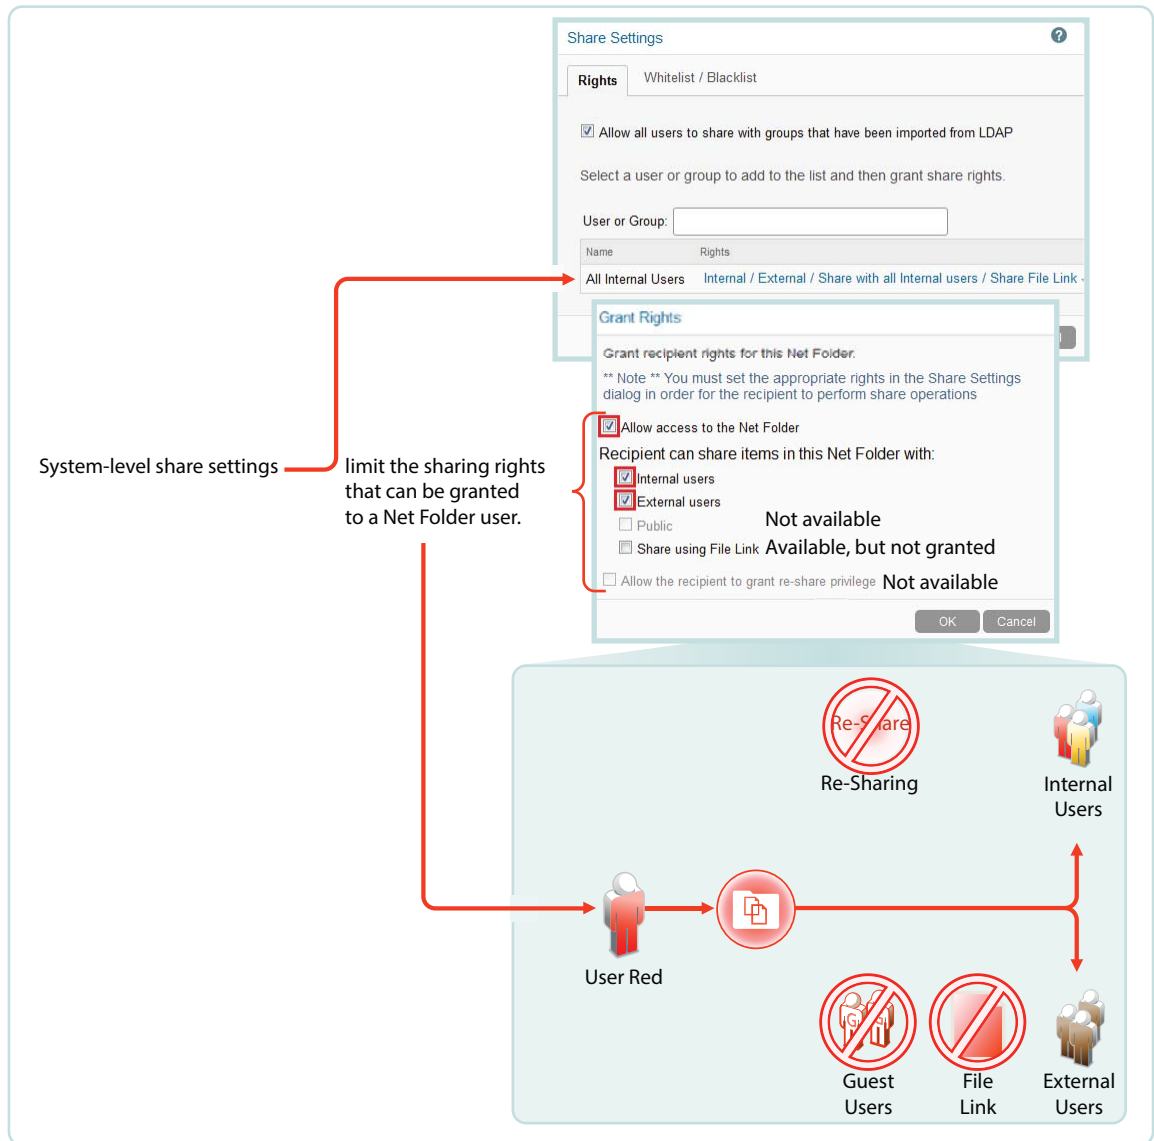 Share Settings
?
Rights Whitelist / Blacklist
Allow all users to share with groups that have been imported from LDAP
Select a user or group to add to the list and then grant share rights.
User or Group:
Name Rights
All Internal Users Internal / External / Share with all Internal users / Share File Link -
Grant Rights
Grant recipient rights for this Net Folder.
** Note ** You must set the appropriate rights in the Share Settings
dialog in order for the recipient to perform share operations
Allow access to the Net Folder
Recipient can share items in this Net Folder with:
Internal users
External users
Public Not available
Share using File Link Available, but not granted
Allow the recipient to grant re-share privilege Not available
OK Cancel
System-level share settings
limit the sharing rights
that can be granted
to a Net Folder user.
Re-Share
Re-Sharing
Internal
Users
User Red
G G
Guest
Users
File
Link
External
Users